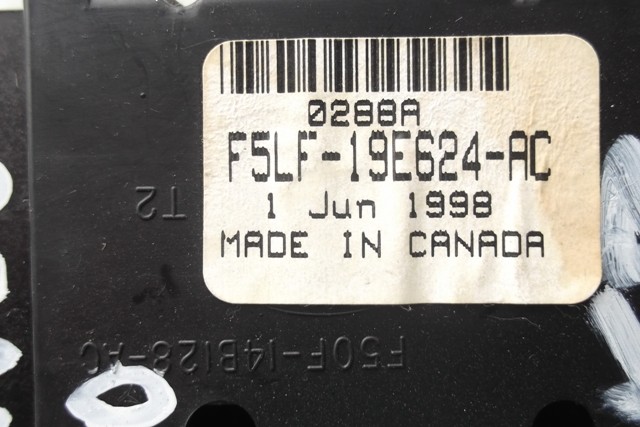 0288A
F5LF-19E624-AC
1 Jun 1998
MADE IN CANADA
T2
F50F-14B128-AC